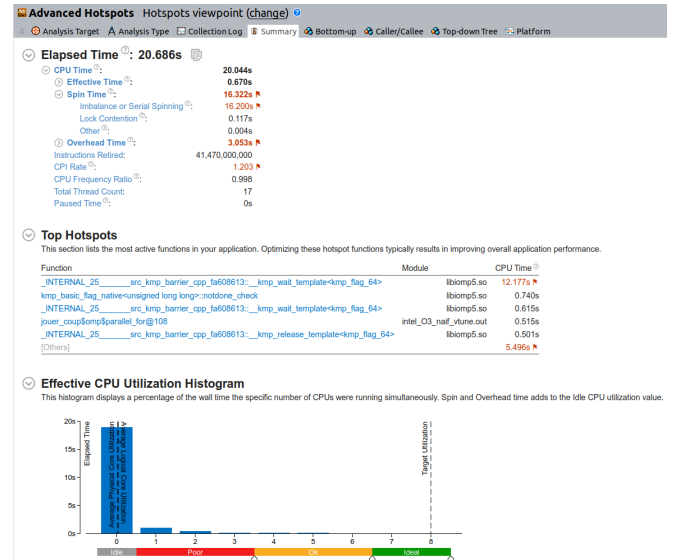 Advanced Hotspots Hotspots viewpoint (change) ?
Analysis Target Analysis Type Collection Log Summary Bottom-up Caller/Callee Top-down Tree Platform
Elapsed Time ?: 20.686s
CPU Time ?: 20.044s
Effective Time ?: 0.670s
Spin Time ?: 16.322s
Imbalance or Serial Spinning ?: 16.200s
Lock Contention ?: 0.117s
Other ?: 0.004s
Overhead Time ?: 3.053s
Instructions Retired: 41,470,000,000
CPI Rate ?: 1.203
CPU Frequency Ratio ?: 0.998
Total Thread Count: 17
Paused Time ?: 0s
Top Hotspots
This section lists the most active functions in your application. Optimizing these hotspot functions typically results in improving overall application performance.
Function Module CPU Time ?
_INTERNAL_25_______src_kmp_barrier_cpp_fa608613::__kmp_wait_template<kmp_flag_64> libiomp5.so 12.177s
kmp_basic_flag_native<unsigned long long>::notdone_check libiomp5.so 0.740s
_INTERNAL_25_______src_kmp_barrier_cpp_fa608613::__kmp_wait_template<kmp_flag_64> libiomp5.so 0.615s
jouer_coup$omp$parallel_for@108 intel_O3_naif_vtune.out 0.515s
_INTERNAL_25_______src_kmp_barrier_cpp_fa608613::__kmp_release_template<kmp_flag_64> libiomp5.so 0.501s
[Others] 5.496s
Effective CPU Utilization Histogram
This histogram displays a percentage of the wall time the specific number of CPUs were running simultaneously. Spin and Overhead time adds to the Idle CPU utilization value.
Elapsed Time
20s
15s
10s
5s
0s
Average Physical Core Utilization
Average Logical Core Utilization
Target Utilization
0 1 2 3 4 5 6 7 8
Idle Poor Ok Ideal